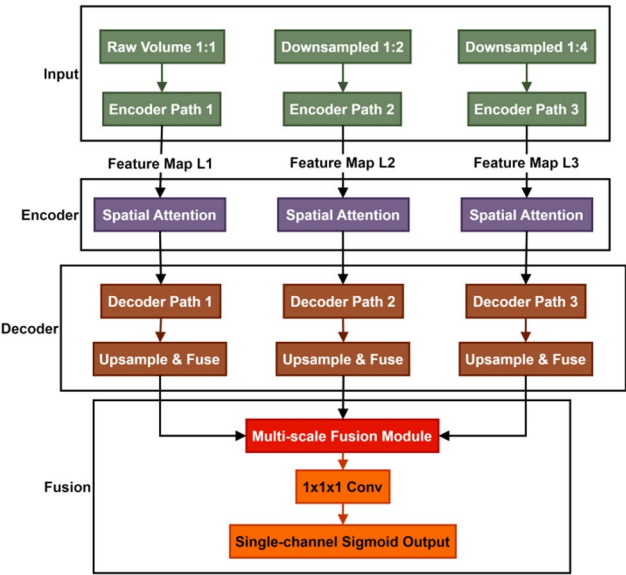 Raw Volume 1:1
Downsampled 1:2
Downsampled 1:4
Input
Encoder Path 1
Encoder Path 2
Encoder Path 3
Feature Map L1
Feature Map L2
Feature Map L3
Encoder
Spatial Attention
Spatial Attention
Spatial Attention
Decoder Path 1
Decoder Path 2
Decoder Path 3
Decoder
Upsample & Fuse
Upsample & Fuse
Upsample & Fuse
Multi-scale Fusion Module
Fusion
1x1x1 Conv
Single-channel Sigmoid Output